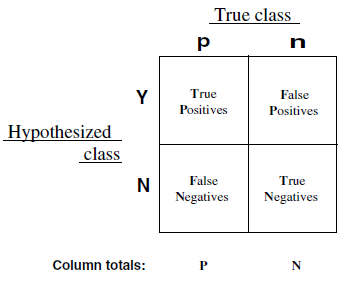 True class
p n
Y
True
Positives
False
Positives
Hypothesized
class
N
False
Negatives
True
Negatives
Column totals: P N